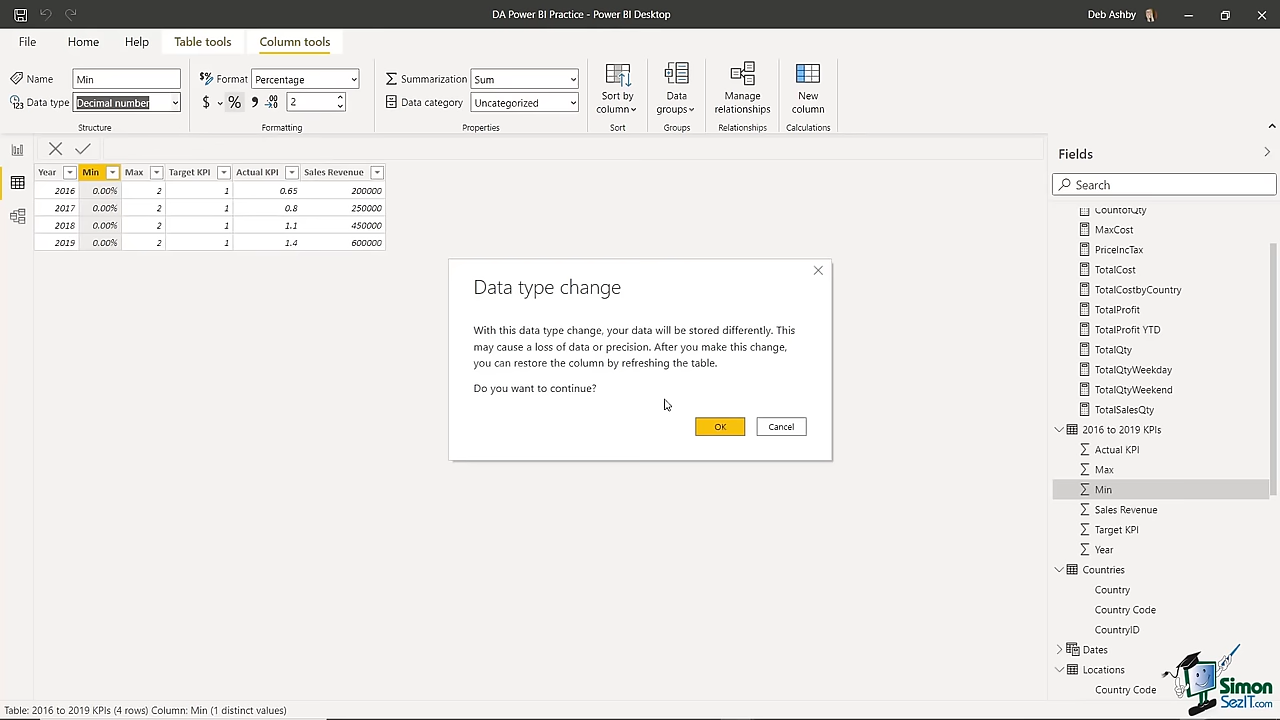 DA Power BI Practice - Power BI Desktop
Deb Ashby
File Home Help Table tools Column tools
Name Min
Data type Decimal number
Structure
Format Percentage
$ % 9 2
Formatting
Summarization Sum
Data category Uncategorized
Properties
Sort by
column
Sort
Data
groups
Groups
Manage
relationships
Relationships
New
column
Calculations
Year Min Max Target KPI Actual KPI Sales Revenue
2016 0.00% 2 1 0.65 200000
2017 0.00% 2 1 0.8 250000
2018 0.00% 2 1 1.1 450000
2019 0.00% 2 1 1.4 600000
Data type change
With this data type change, your data will be stored differently. This
may cause a loss of data or precision. After you make this change,
you can restore the column by refreshing the table.
Do you want to continue?
OK Cancel
Fields
Search
CountofQty
MaxCost
PriceIncTax
TotalCost
TotalCostbyCountry
TotalProfit
TotalProfit YTD
TotalQty
TotalQtyWeekday
TotalQtyWeekend
TotalSalesQty
2016 to 2019 KPIs
Actual KPI
Max
Min
Sales Revenue
Target KPI
Year
Countries
Country
Country Code
CountryID
Dates
Locations
Country Code
Simon
SezIT.com
Table: 2016 to 2019 KPIs (4 rows) Column: Min (1 distinct values)